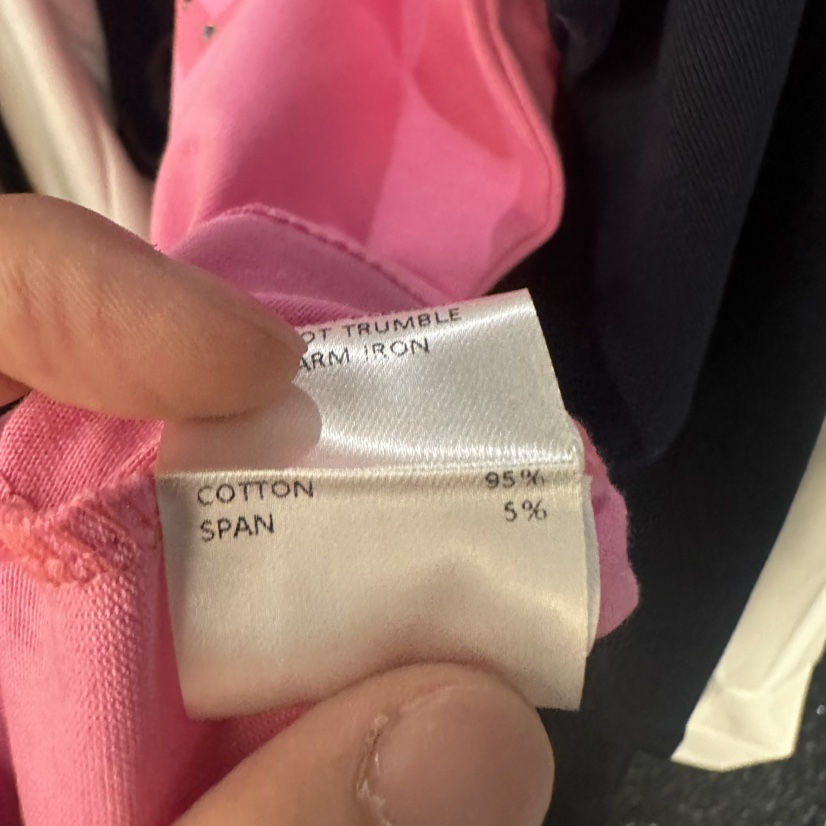 OT TRUMBLE
ARM IRON
COTTON 95%
SPAN 5%